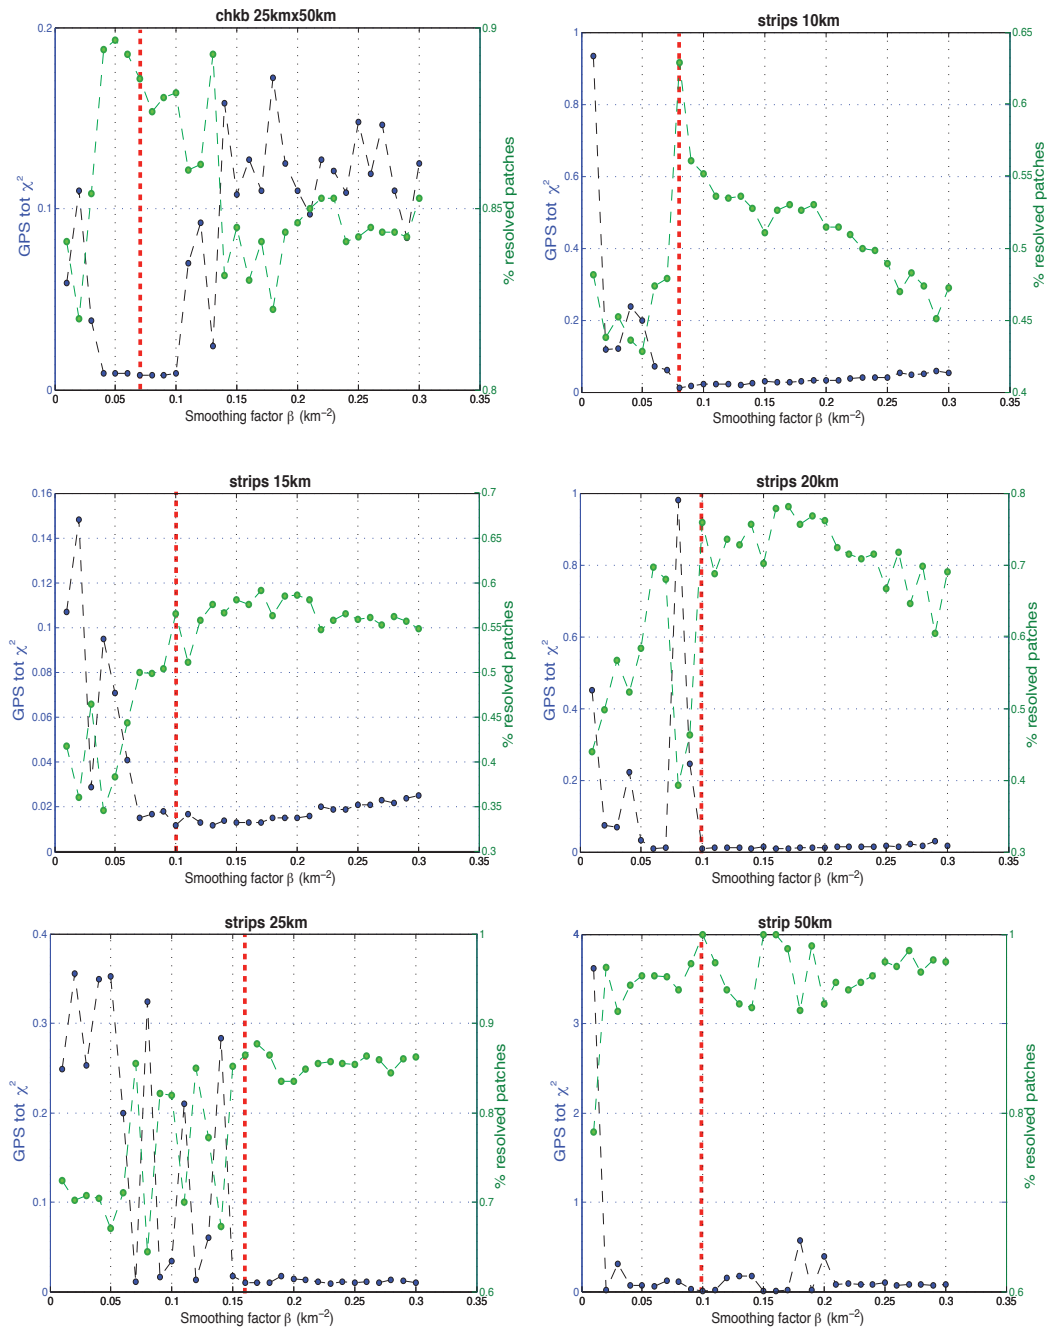 chkb 25kmx50km
0.2
0.1
0
0.9
0.85
0.8
GPS tot χ²
% resolved patches
0 0.05 0.1 0.15 0.2 0.25 0.3 0.35
Smoothing factor β (km⁻²)
strips 10km
1
0.8
0.6
0.4
0.2
0
0.65
0.6
0.55
0.5
0.45
0.4
GPS tot χ²
% resolved patches
0 0.05 0.1 0.15 0.2 0.25 0.3 0.35
Smoothing factor β (km⁻²)
strips 15km
0.16
0.14
0.12
0.1
0.08
0.06
0.04
0.02
0
0.7
0.65
0.6
0.55
0.5
0.45
0.4
0.35
0.3
GPS tot χ²
% resolved patches
0 0.05 0.1 0.15 0.2 0.25 0.3 0.35
Smoothing factor β (km⁻²)
strips 20km
1
0.8
0.6
0.4
0.2
0
0.8
0.7
0.6
0.5
0.4
0.3
GPS tot χ²
% resolved patches
0 0.05 0.1 0.15 0.2 0.25 0.3 0.35
Smoothing factor β (km⁻²)
strips 25km
0.4
0.3
0.2
0.1
0
1
0.9
0.8
0.7
0.6
GPS tot χ²
% resolved patches
0 0.05 0.1 0.15 0.2 0.25 0.3 0.35
Smoothing factor β (km⁻²)
strip 50km
4
3
2
1
0
1
0.8
0.6
GPS tot χ²
% resolved patches
0 0.05 0.1 0.15 0.2 0.25 0.3 0.35
Smoothing factor β (km⁻²)